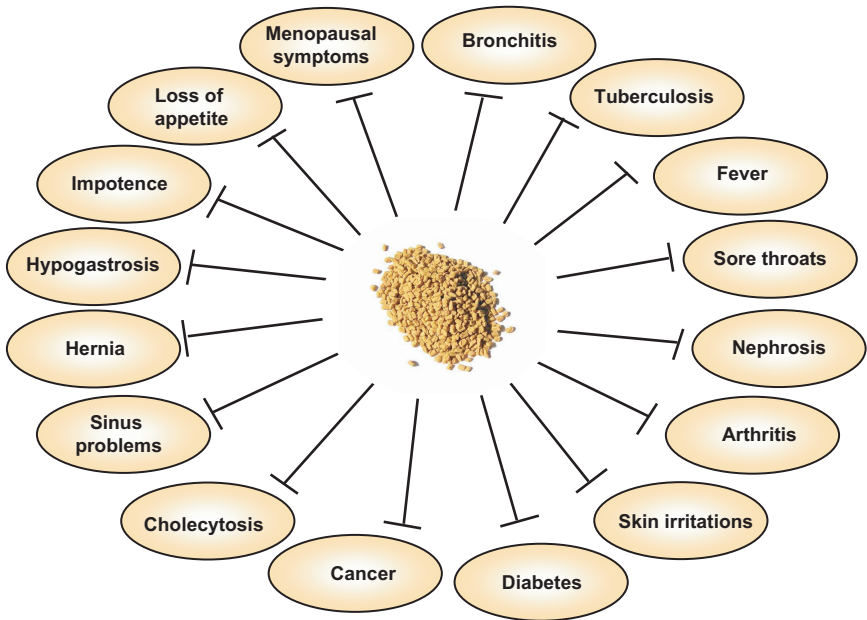 Menopausal
symptoms
Bronchitis
Loss of
appetite
Tuberculosis
Impotence
Fever
Hypogastrosis
Sore throats
Hernia
Nephrosis
Sinus
problems
Arthritis
Cholecytosis
Skin irritations
Cancer
Diabetes